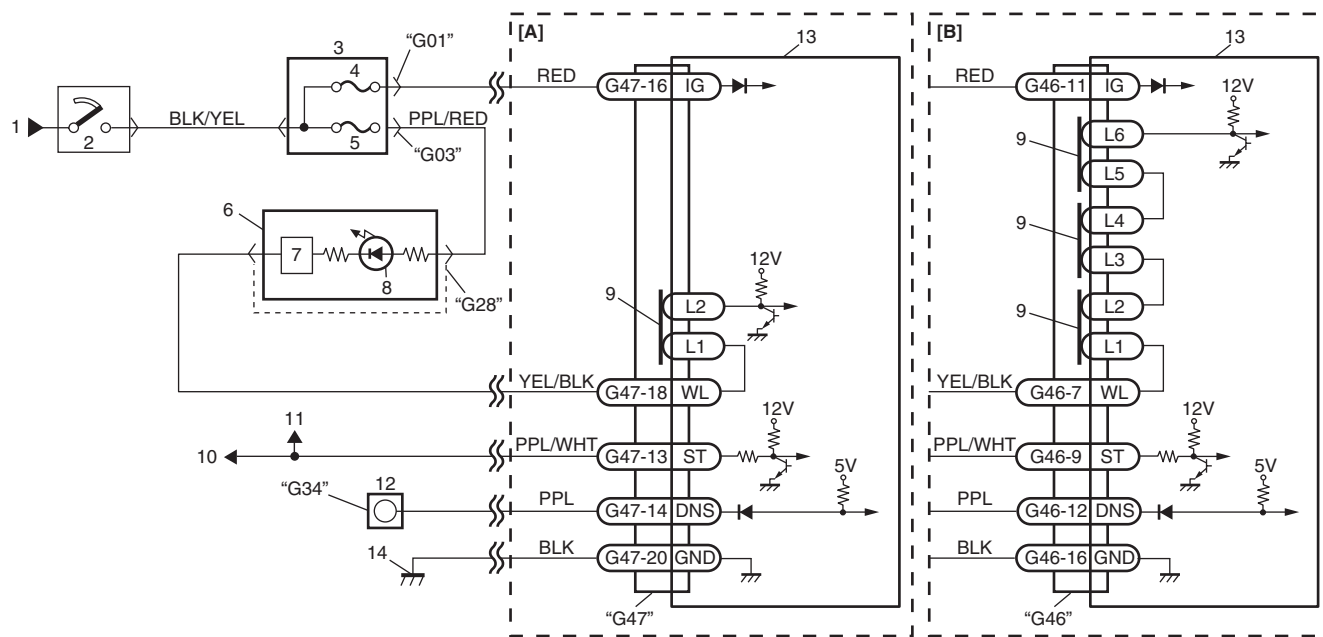 [A]
[B]
3
"G01"
13
13
4
RED
G47-16 IG
RED
G46-11 IG
12V
1
2
BLK/YEL
5
PPL/RED
"G03"
9
L6
L5
6
7
8
"G28"
9
L4
L3
12V
9
L2
L1
9
L2
L1
YEL/BLK
G47-18 WL
YEL/BLK
G46-7 WL
11
10
PPL/WHT
G47-13 ST
12V
PPL/WHT
G46-9 ST
12V
"G34"
12
PPL
G47-14 DNS
5V
PPL
G46-12 DNS
5V
14
BLK
G47-20 GND
BLK
G46-16 GND
"G47"
"G46"